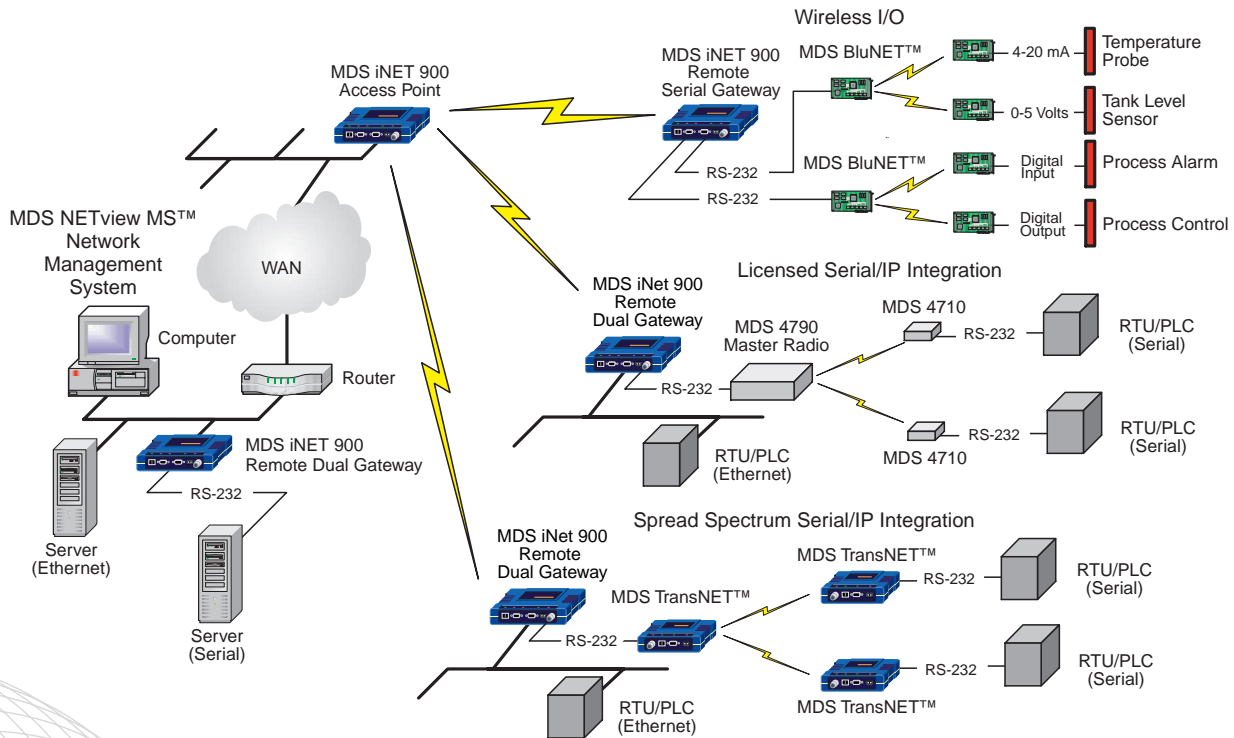 Wireless I/O
MDS iNET 900
Access Point
MDS iNET 900
Remote
Serial Gateway
MDS BluNET™
4-20 mA
Temperature
Probe
0-5 Volts
Tank Level
Sensor
RS-232
RS-232
MDS BluNET™
Digital
Input
Process Alarm
Digital
Output
Process Control
MDS NETview MS™
Network
Management
System
WAN
Computer
Router
MDS iNET 900
Remote Dual Gateway
RS-232
Server
(Ethernet)
Server
(Serial)
Licensed Serial/IP Integration
MDS iNet 900
Remote
Dual Gateway
RS-232
MDS 4790
Master Radio
MDS 4710
RS-232
RTU/PLC
(Serial)
MDS 4710
RS-232
RTU/PLC
(Serial)
RTU/PLC
(Ethernet)
Spread Spectrum Serial/IP Integration
MDS iNet 900
Remote
Dual Gateway
RS-232
MDS TransNET™
MDS TransNET™
RS-232
RTU/PLC
(Serial)
MDS TransNET™
RS-232
RTU/PLC
(Serial)
RTU/PLC
(Ethernet)